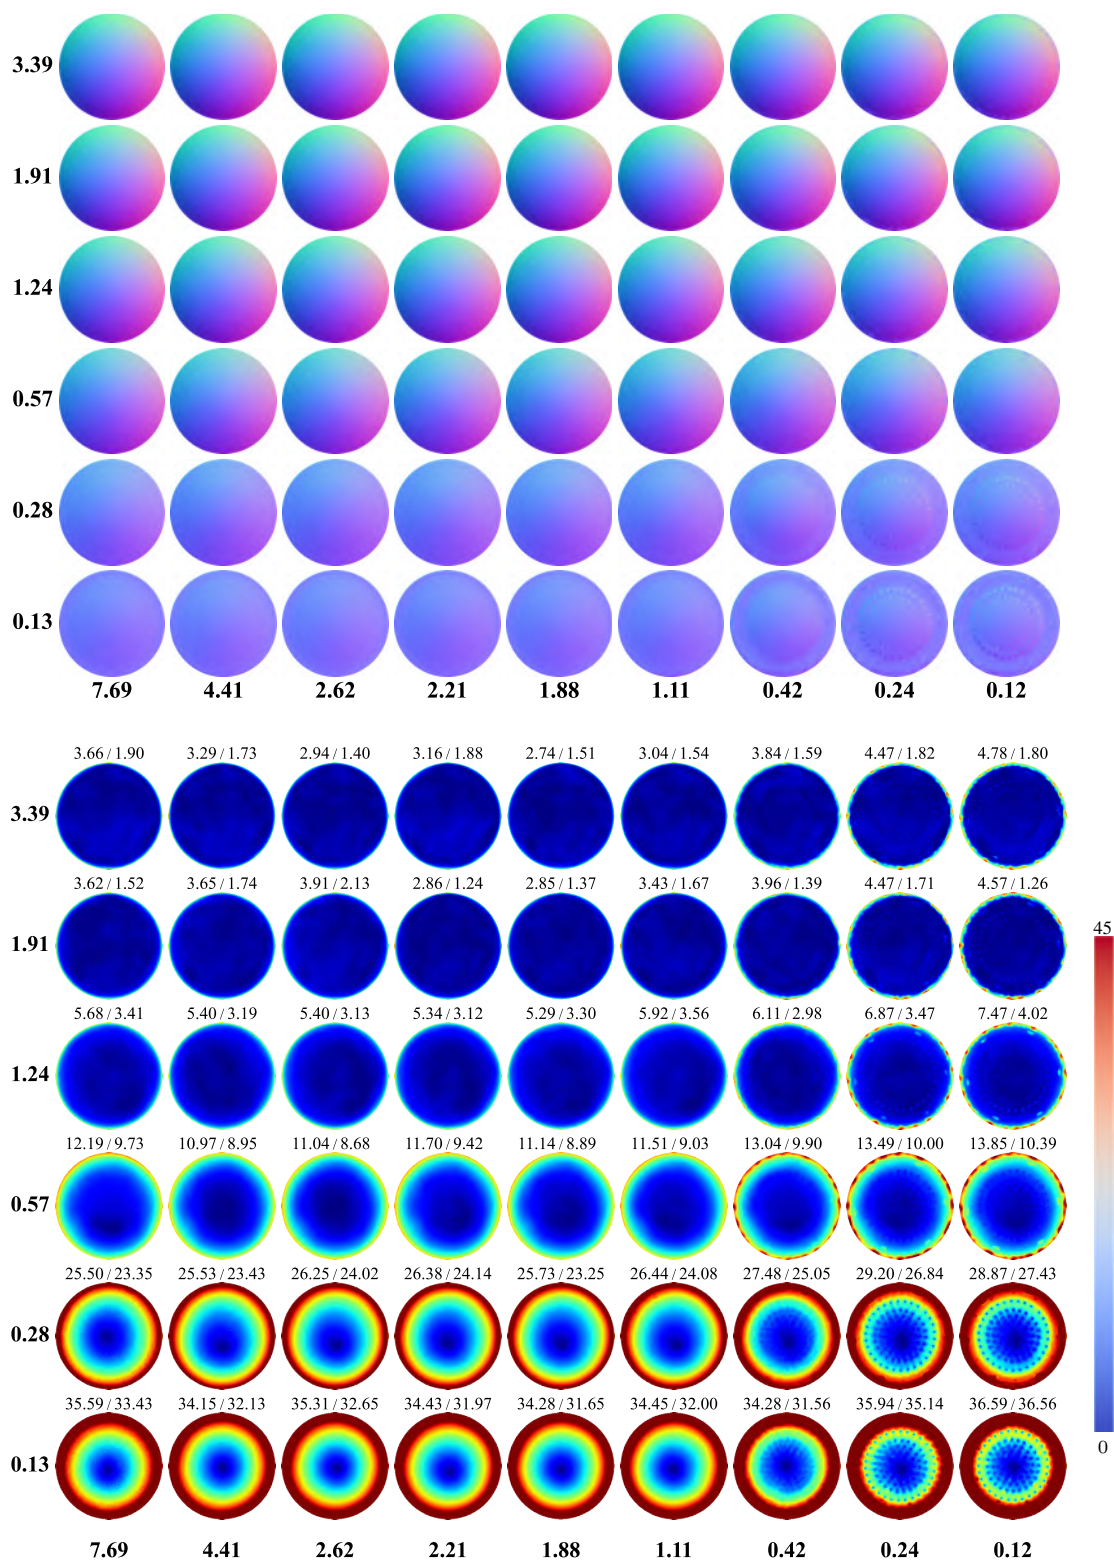 3.39
1.91
1.24
0.57
0.28
0.13
7.69 4.41 2.62 2.21 1.88 1.11 0.42 0.24 0.12
3.66 / 1.90 3.29 / 1.73 2.94 / 1.40 3.16 / 1.88 2.74 / 1.51 3.04 / 1.54 3.84 / 1.59 4.47 / 1.82 4.78 / 1.80
3.39
3.62 / 1.52 3.65 / 1.74 3.91 / 2.13 2.86 / 1.24 2.85 / 1.37 3.43 / 1.67 3.96 / 1.39 4.47 / 1.71 4.57 / 1.26
45
1.91
5.68 / 3.41 5.40 / 3.19 5.40 / 3.13 5.34 / 3.12 5.29 / 3.30 5.92 / 3.56 6.11 / 2.98 6.87 / 3.47 7.47 / 4.02
1.24
12.19 / 9.73 10.97 / 8.95 11.04 / 8.68 11.70 / 9.42 11.14 / 8.89 11.51 / 9.03 13.04 / 9.90 13.49 / 10.00 13.85 / 10.39
0.57
25.50 / 23.35 25.53 / 23.43 26.25 / 24.02 26.38 / 24.14 25.73 / 23.25 26.44 / 24.08 27.48 / 25.05 29.20 / 26.84 28.87 / 27.43
0.28
35.59 / 33.43 34.15 / 32.13 35.31 / 32.65 34.43 / 31.97 34.28 / 31.65 34.45 / 32.00 34.28 / 31.56 35.94 / 35.14 36.59 / 36.56
0
0.13
7.69 4.41 2.62 2.21 1.88 1.11 0.42 0.24 0.12